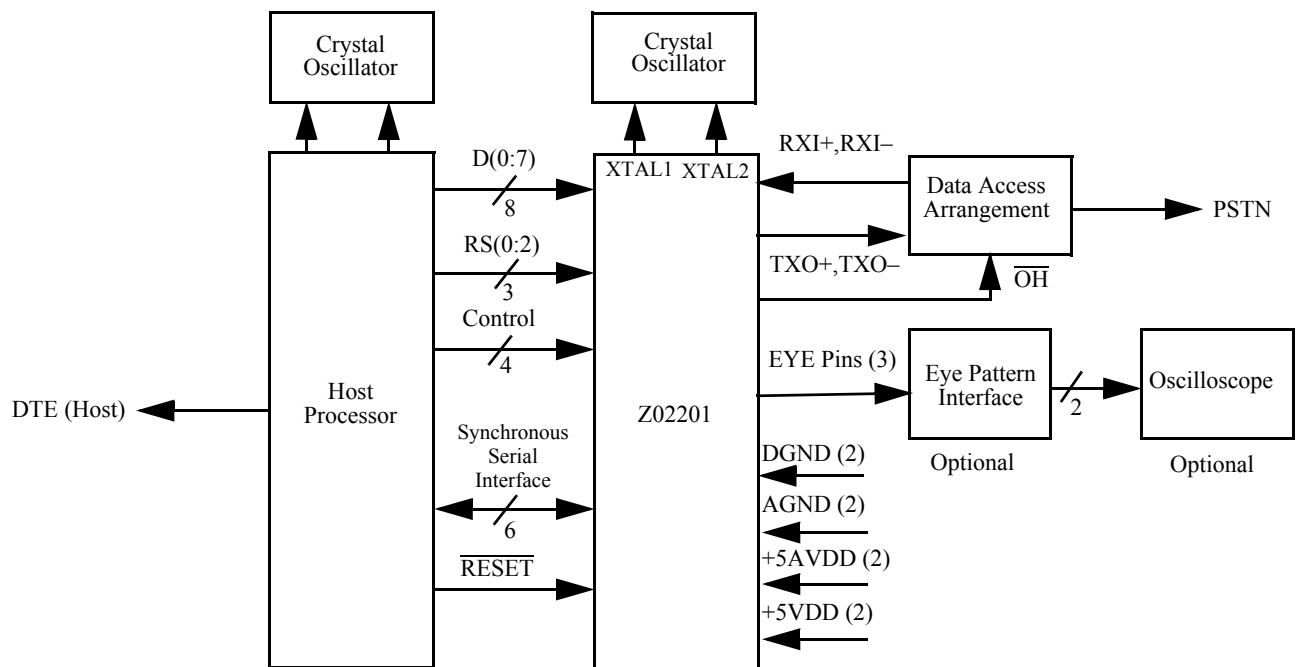 Crystal
Oscillator
Crystal
Oscillator
D(0:7)
8
RS(0:2)
3
Control
4
Host
Processor
DTE (Host)
Synchronous
Serial
Interface
6
R̅E̅S̅E̅T̅
XTAL1 XTAL2
Z02201
RXI+,RXI–
TXO+,TXO–
O̅H̅
Data Access
Arrangement
PSTN
EYE Pins (3)
Eye Pattern
Interface
Optional
2
Oscilloscope
Optional
DGND (2)
AGND (2)
+5AVDD (2)
+5VDD (2)